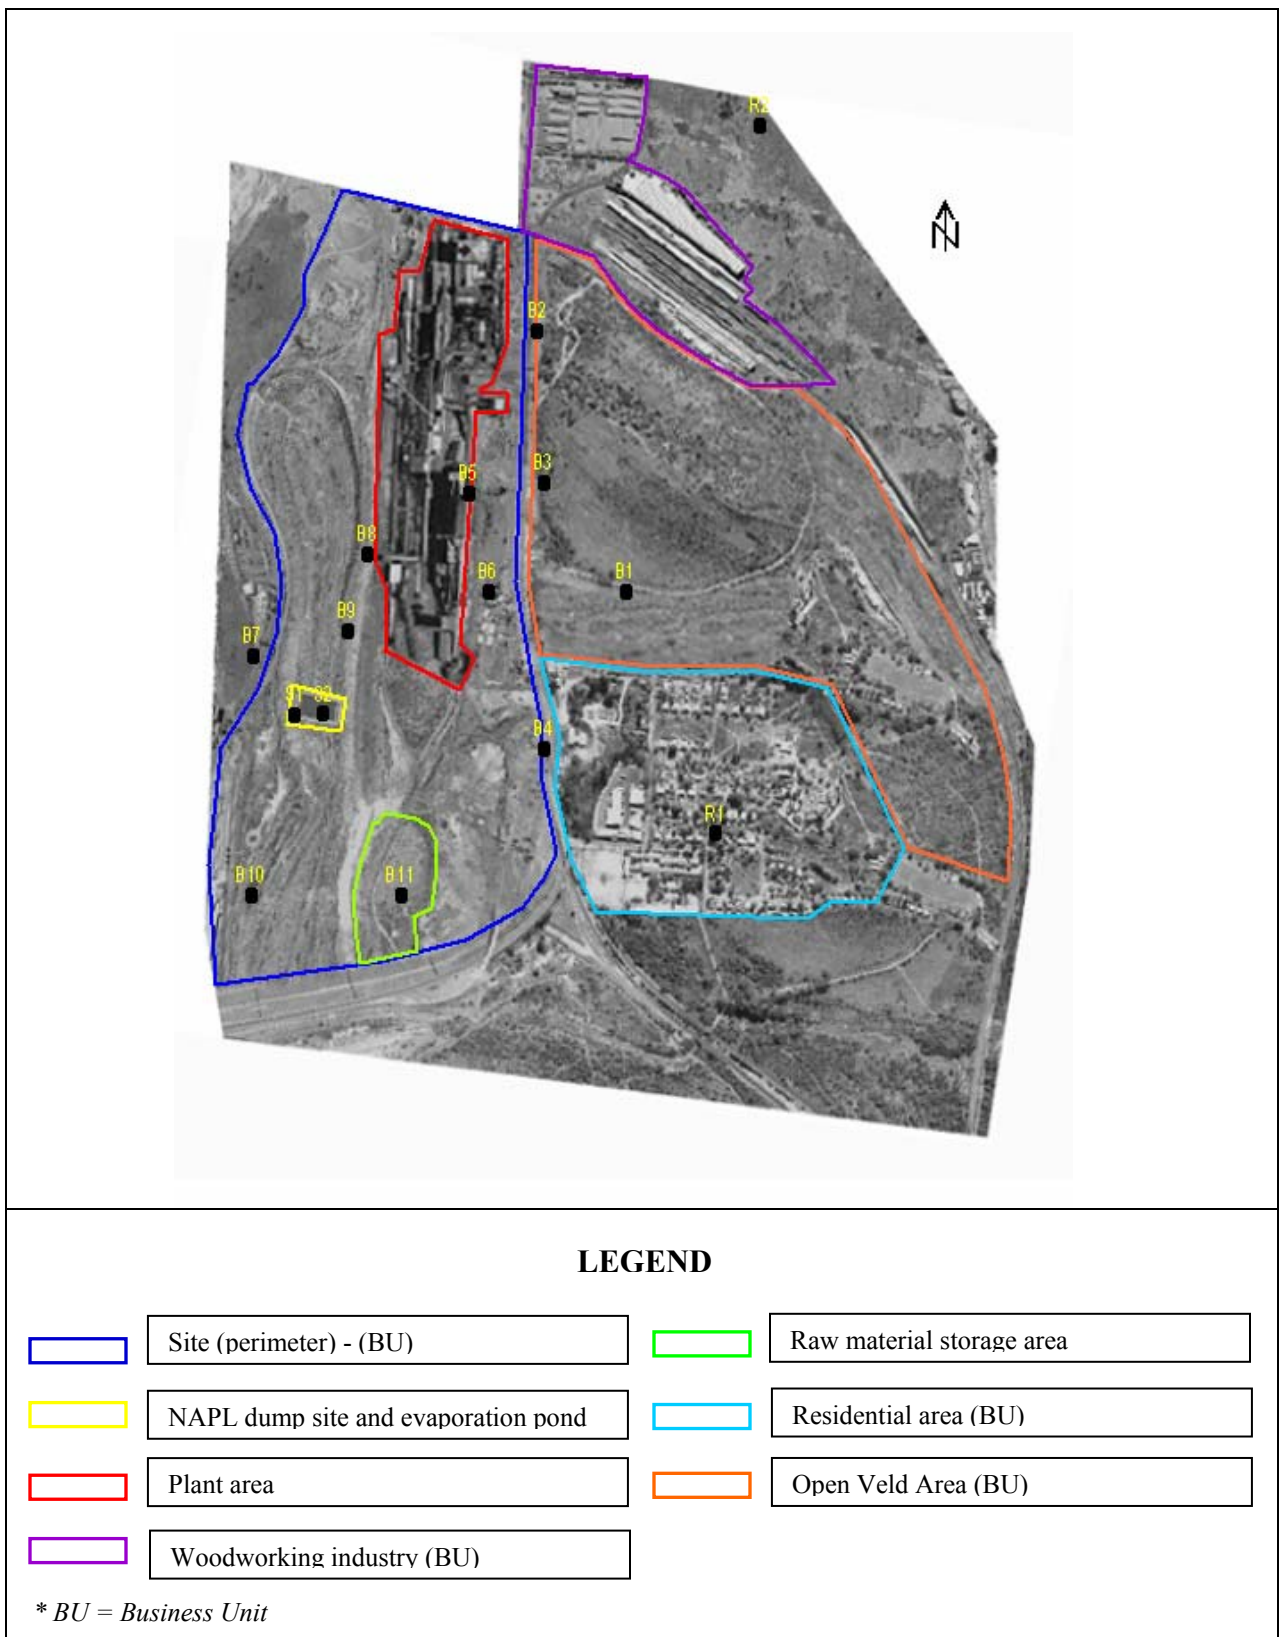 R2
N
B2
B3
B5
B8
B6
B1
B9
B7
S1 S2
B4
R1
B10
B11
LEGEND
Site (perimeter) - (BU)
Raw material storage area
NAPL dump site and evaporation pond
Residential area (BU)
Plant area
Open Veld Area (BU)
Woodworking industry (BU)
* BU = Business Unit